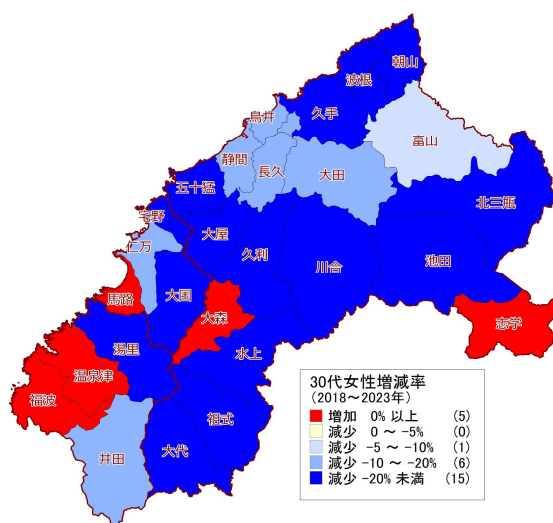 朝山
波根
久手
鳥井
富山
静間
長久
大田
五十猛
北三瓶
宅野
仁万
大屋
久利
川合
池田
馬路
大国
大森
志学
湯里
水上
温泉津
福波
祖式
井田
大代
30代女性増減率
(2018～2023年)
増加 0% 以上 (5)
減少 0 ～ -5% (0)
減少 -5 ～ -10% (1)
減少 -10 ～ -20% (6)
減少 -20% 未満 (15)